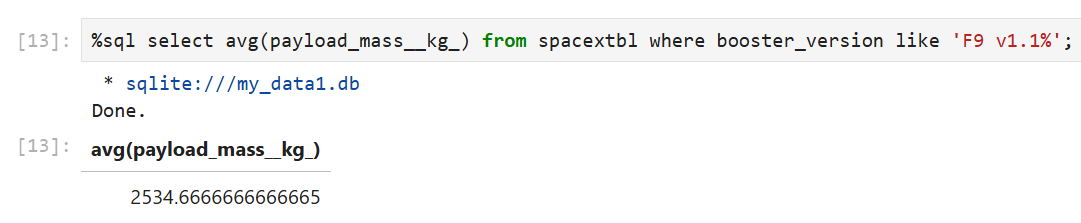 [13]: %sql select avg(payload_mass__kg_) from spacextbl where booster_version like 'F9 v1.1%';
* sqlite:///my_data1.db
Done.
[13]: avg(payload_mass__kg_)
2534.6666666666665